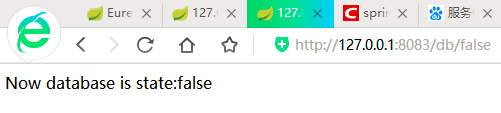 Eure
127.0
127.
sprin
服务
http://127.0.0.1:8083/db/false
Now database is state:false